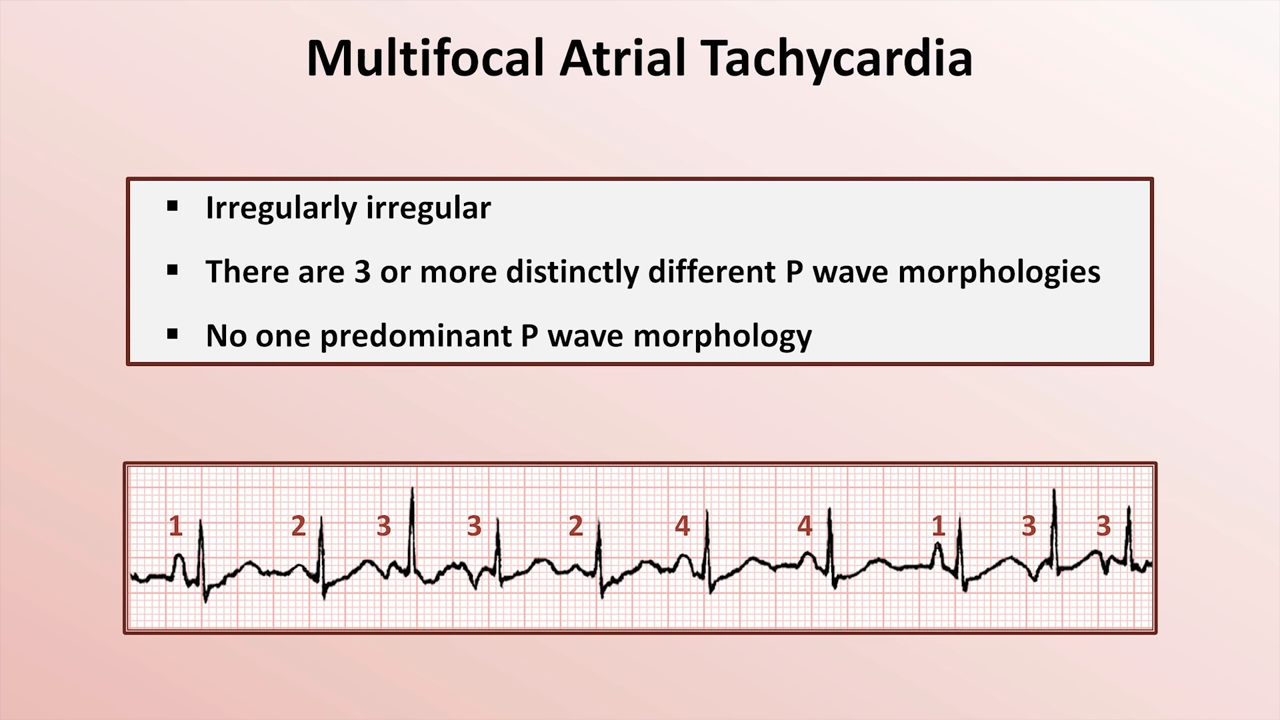 Multifocal Atrial Tachycardia
▪ Irregularly irregular
▪ There are 3 or more distinctly different P wave morphologies
▪ No one predominant P wave morphology
1 2 3 3 2 4 4 1 3 3